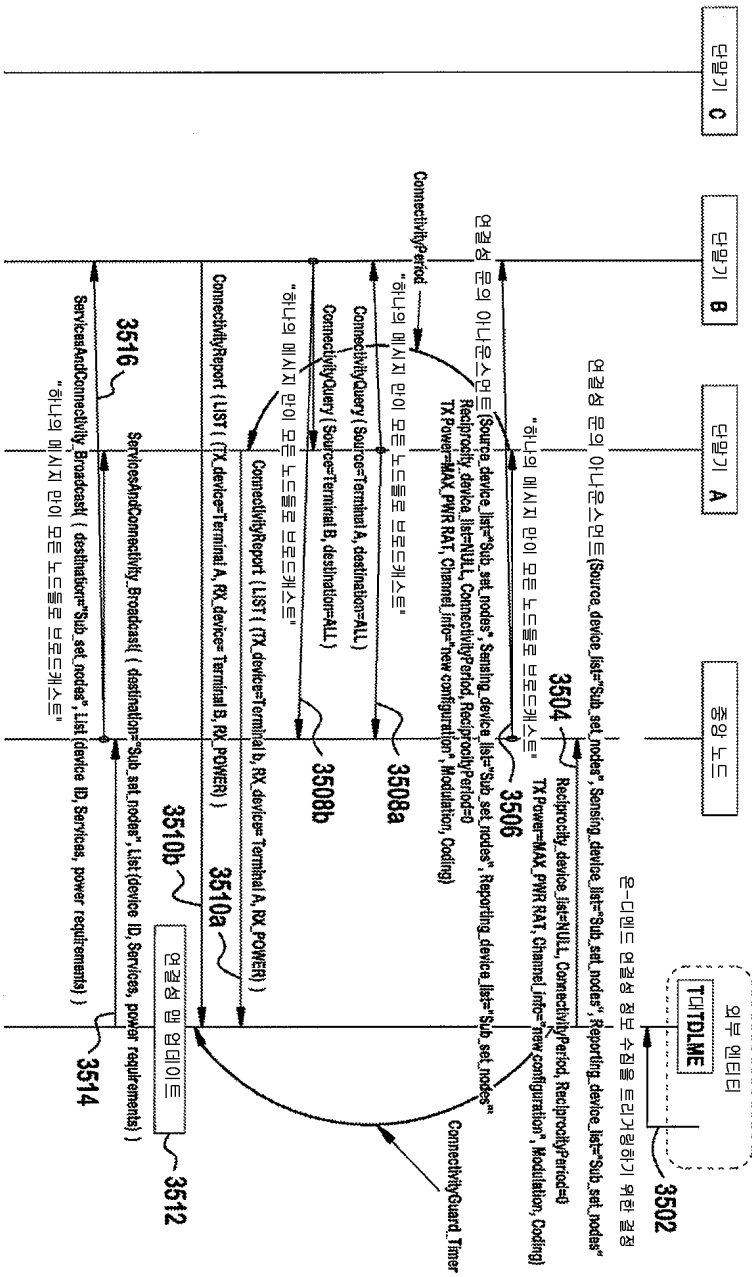 단말기 C
단말기 B
단말기 A
중앙 노드
외부 엔티티
T대TDLME
3502
온-디맨드 연결성 정보 수집을 트리거링하기 위한 결정
연결성 문의 아나운스먼트 (Source_device_list="Sub_set_nodes", Sensing_device_list="Sub_set_nodes", Reporting_device_list="Sub_set_nodes"
Reciprocity_device_list=NULL, ConnectivityPeriod, ReciprocityPeriod=0
TX Power=MAX_PWR RAT, Channel_info="new configuration", Modulation, Coding)
3504
"하나의 메시지 만이 모든 노드들로 브로드캐스트"
3506
연결성 문의 아나운스먼트 (Source_device_list="Sub_set_nodes", Sensing_device_list="Sub_set_nodes", Reporting_device_list="Sub_set_nodes"
Reciprocity_device_list=NULL, ConnectivityPeriod, ReciprocityPeriod=0
TX Power=MAX_PWR RAT, Channel_info="new configuration", Modulation, Coding)
ConnectivityPeriod
ConnectivityGuard_Timer
"하나의 메시지 만이 모든 노드들로 브로드캐스트"
3508a
ConnectivityQuery ( Source=Terminal A, destination=ALL )
ConnectivityQuery ( Source=Terminal B, destination=ALL )
3508b
"하나의 메시지 만이 모든 노드들로 브로드캐스트"
ConnectivityReport ( LIST ( (TX_device=Terminal b, RX_device= Terminal A, RX_POWER) )
3510a
ConnectivityReport ( LIST ( (TX_device=Terminal A, RX_device= Terminal B, RX_POWER) )
3510b
연결성 맵 업데이트
3512
ServicesAndConnectivity_Broadcast( ( destination="Sub_set_nodes", List (device ID, Services, power requirements) )
3514
3516
ServicesAndConnectivity_Broadcast( ( destination="Sub_set_nodes", List (device ID, Services, power requirements) )
"하나의 메시지 만이 모든 노드들로 브로드캐스트"